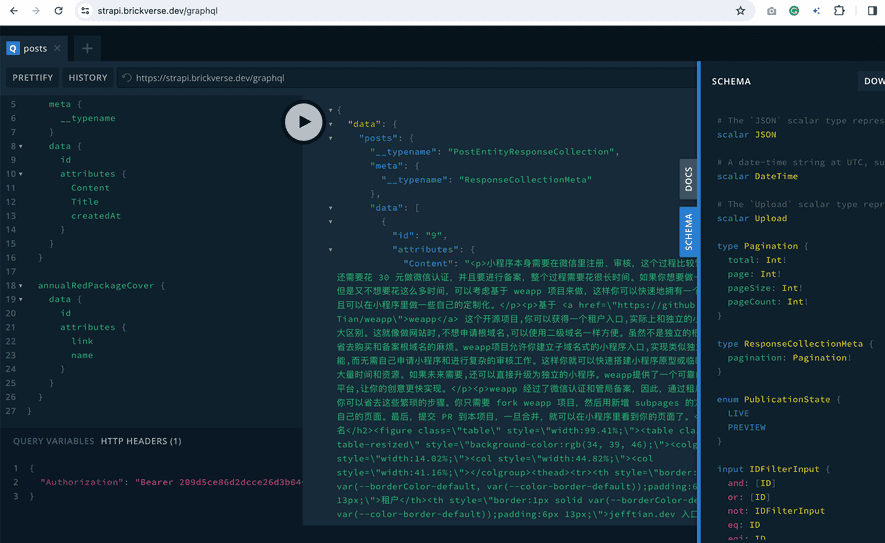 strapi.brickverse.dev/graphql
Q posts
PRETTIFY HISTORY https://strapi.brickverse.dev/graphql
5 meta {
6 __typename
7 }
8 data {
9 id
10 attributes {
11 Content
12 Title
13 createdAt
14 }
15 }
16 }
17
18 annualRedPackageCover {
19 data {
20 id
21 attributes {
22 link
23 name
24 }
25 }
26 }
27 }
QUERY VARIABLES HTTP HEADERS (1)
1 {
2 "Authorization": "Bearer 209d5ce86d2dcce26d3b04
3 }
{
"data": {
"posts": {
"__typename": "PostEntityResponseCollection",
"meta": {
"__typename": "ResponseCollectionMeta"
},
"data": [
{
"id": "9",
"attributes": {
"Content": "<p>小程序本身需要在微信里注册、审核，这个过程比较
还需要花 30 元做微信认证，并且要进行备案，整个过程需要花很长时间。如果你想要做一
但是又不想要花这么多时间，可以考虑基于 weapp 项目来做，这样你可以快速地拥有一个
且可以在小程序里做一些自己的定制化。</p><p>基于 <a href=\"https://github
Tian/weapp\">weapp</a> 这个开源项目,你可以获得一个租户入口,实际上和独立的小
大区别。这就像做网站时,不想申请根域名,可以使用二级域名一样方便。虽然不是独立的根
省去购买和备案根域名的麻烦。weapp项目允许你建立子域名式的小程序入口,实现类似独立
能,而无需自己申请小程序和进行复杂的审核工作。这样你就可以快速搭建小程序原型或临
大量时间和资源。如果未来需要,还可以直接升级为独立的小程序。weapp提供了一个可靠
平台,让你的创意更快实现。</p><p>weapp 经过了微信认证和管局备案，因此，通过租
你可以省去这些繁琐的步骤。你只需要 fork weapp 项目，然后用新增 subpages 的方
自己的页面。最后，提交 PR 到本项目，一旦合并，就可以在小程序里看到你的页面了。<
名</h2><figure class=\"table\" style=\"width:99.41%;\"><table cla
table-resized\" style=\"background-color:rgb(34, 39, 46);\"><colg
style=\"width:14.02%;\"><col style=\"width:44.82%;\"><col
style=\"width:41.16%;\"></colgroup><thead><tr><th style=\"border:
var(--borderColor-default, var(--color-border-default));padding:6
13px;\">租户</th><th style=\"border:1px solid var(--borderColor-de
var(--color-border-default));padding:6px 13px;\">jefftian.dev 入口
DOCS
SCHEMA
SCHEMA DOW
# The `JSON` scalar type repres
scalar JSON
# A date-time string at UTC, su
scalar DateTime
# The `Upload` scalar type repr
scalar Upload
type Pagination {
total: Int!
page: Int!
pageSize: Int!
pageCount: Int!
}
type ResponseCollectionMeta {
pagination: Pagination!
}
enum PublicationState {
LIVE
PREVIEW
}
input IDFilterInput {
and: [ID]
or: [ID]
not: IDFilterInput
eq: ID
eqi: ID